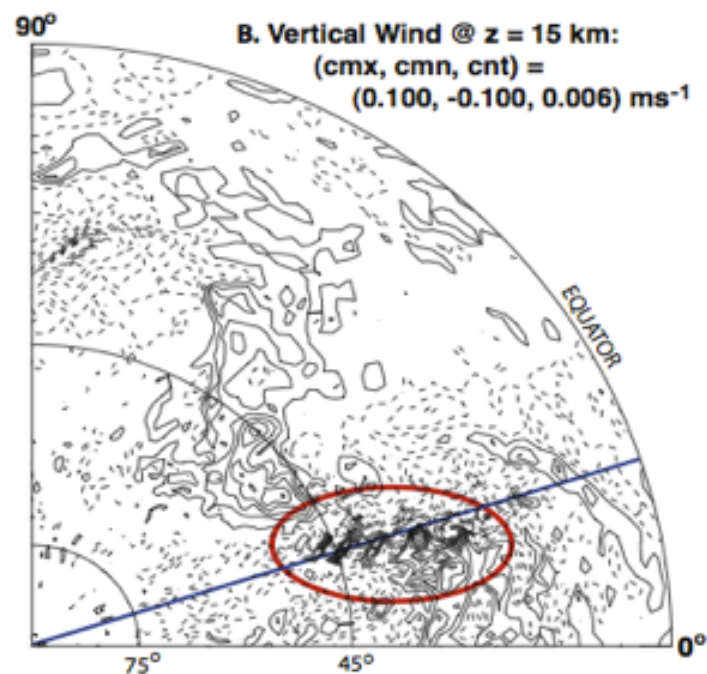 90°
B. Vertical Wind @ z = 15 km:
(cmx, cmn, cnt) =
(0.100, -0.100, 0.006) ms⁻¹
EQUATOR
0°
75°
45°